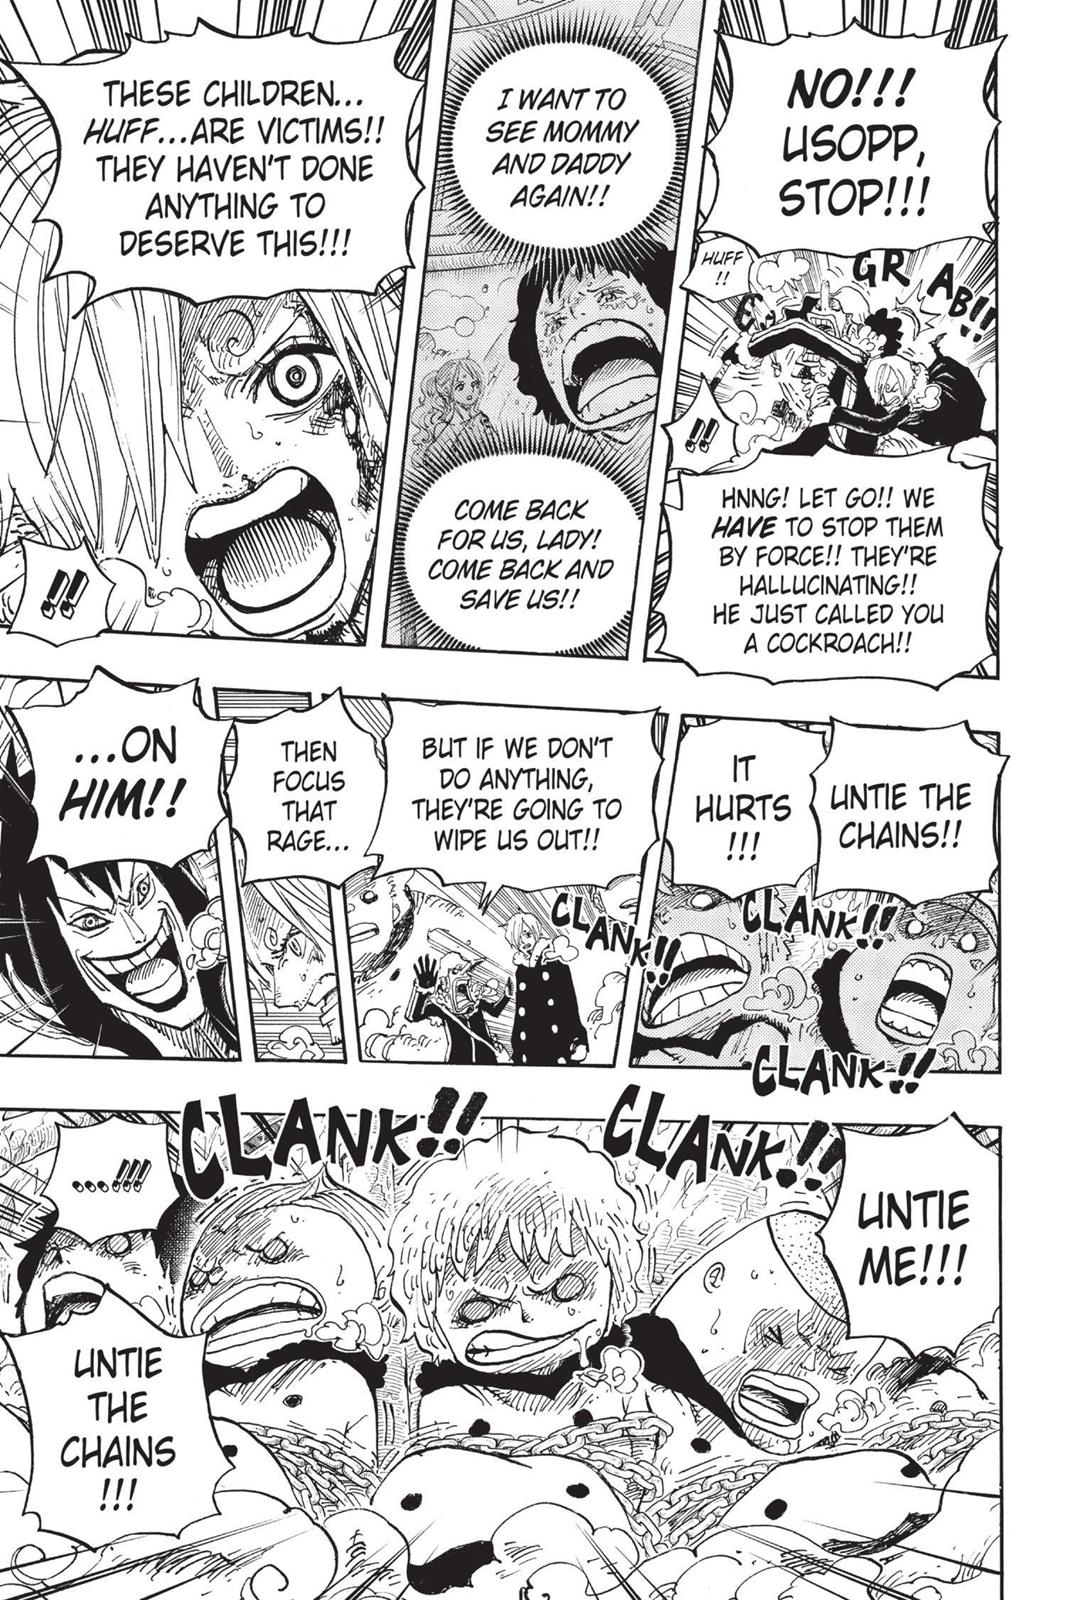 NO!!!
USOPP,
STOP!!!
HUFF
!!
GRAB!!
!!
HNNG! LET GO!! WE
HAVE TO STOP THEM
BY FORCE!! THEY'RE
HALLUCINATING!!
HE JUST CALLED YOU
A COCKROACH!!
I WANT TO
SEE MOMMY
AND DADDY
AGAIN!!
COME BACK
FOR US, LADY!
COME BACK AND
SAVE US!!
THESE CHILDREN...
HUFF...ARE VICTIMS!!
THEY HAVEN'T DONE
ANYTHING TO
DESERVE THIS!!!
!!
UNTIE THE
CHAINS!!
IT
HURTS
!!!
CLANK!!
CLANK!!
CLANK!!
BUT IF WE DON'T
DO ANYTHING,
THEY'RE GOING TO
WIPE US OUT!!
THEN
FOCUS
THAT
RAGE...
...ON
HIM!!
UNTIE
ME!!!
CLANK!!
CLANK!!
...!!!
UNTIE
THE
CHAINS
!!!